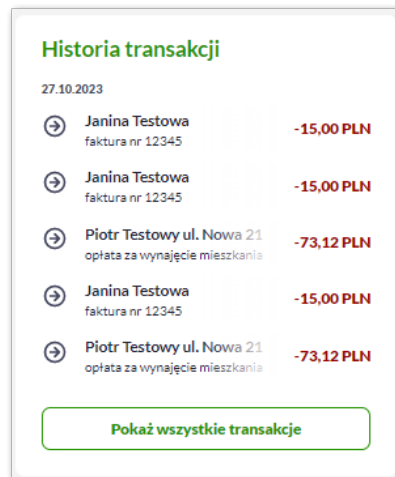 Historia transakcji
27.10.2023
Janina Testowa
-15,00 PLN
faktura nr 12345
Janina Testowa
-15,00 PLN
faktura nr 12345
Piotr Testowy ul. Nowa 21
-73,12 PLN
opłata za wynajęcie mieszkania
Janina Testowa
-15,00 PLN
faktura nr 12345
Piotr Testowy ul. Nowa 21
-73,12 PLN
opłata za wynajęcie mieszkania
Pokaż wszystkie transakcje